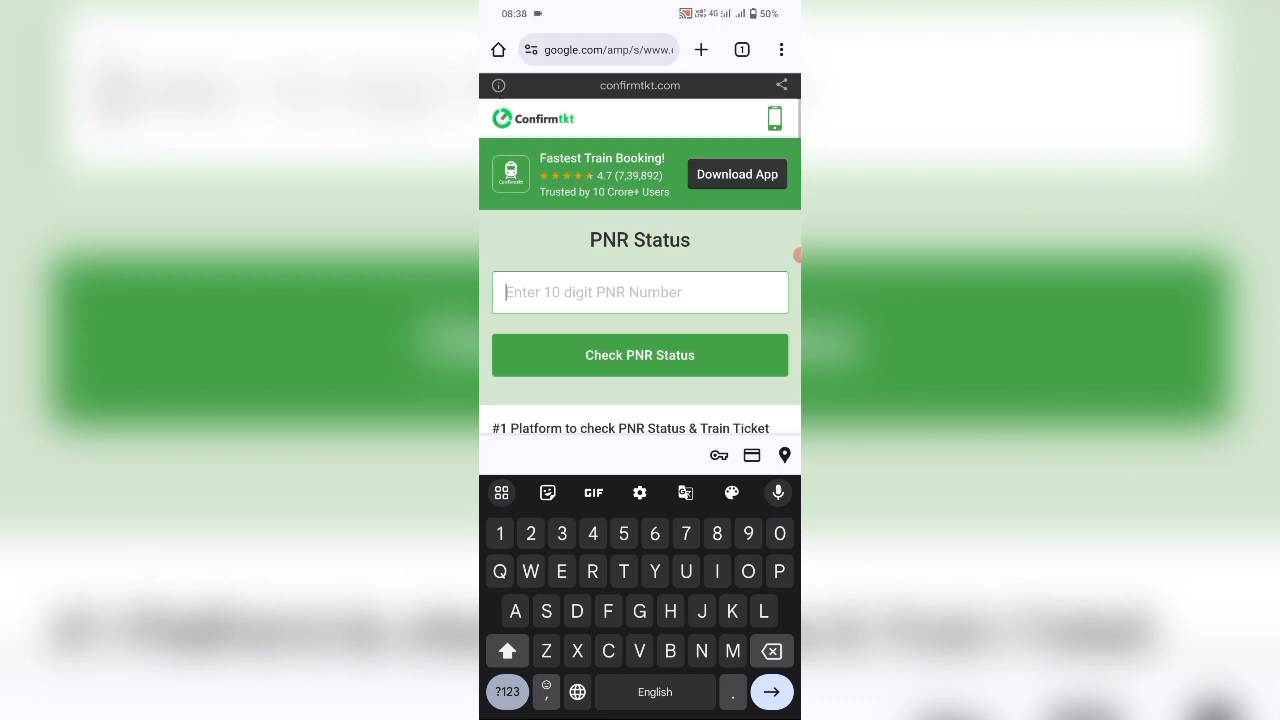 08:38 4G 50%
google.com/amp/s/www.
1
confirmtkt.com
Confirmtkt
Fastest Train Booking!
4.7 (7,39,892)
Download App
Confirmtkt
Trusted by 10 Crore+ Users
PNR Status
Enter 10 digit PNR Number
Check PNR Status
#1 Platform to check PNR Status & Train Ticket
GIF
1 2 3 4 5 6 7 8 9 0
Q W E R T Y U I O P
A S D F G H J K L
Z X C V B N M
?123 , English .